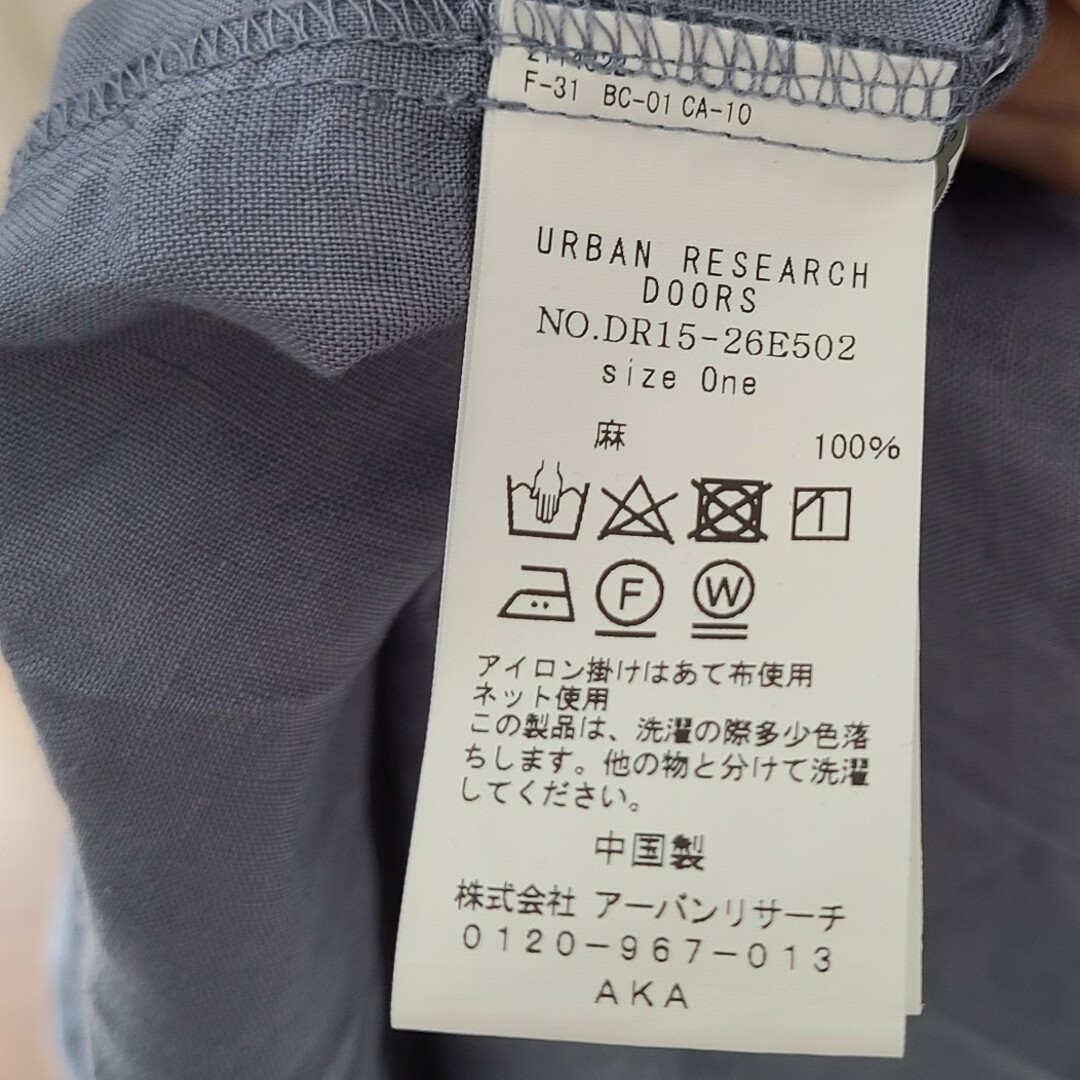 F-31 BC-01 CA-10
URBAN RESEARCH
DOORS
NO.DR15-26E502
size One
麻 100%
F W
アイロン掛けはあて布使用
ネット使用
この製品は、洗濯の際多少色落
ちします。他の物と分けて洗濯
してください。
中国製
株式会社 アーバンリサーチ
0120-967-013
AKA